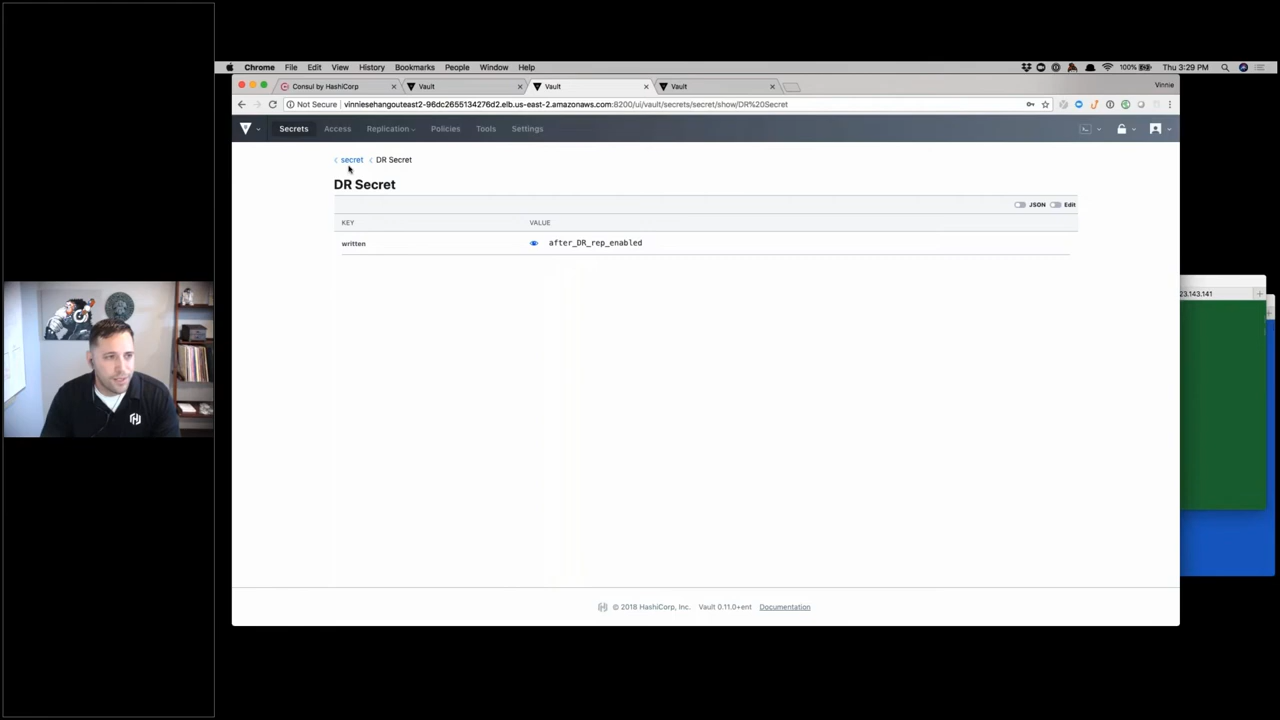 Chrome File Edit View History Bookmarks People Window Help 100% Thu 3:29 PM
Consul by HashiCorp Vault Vault Vault Vinnie
Not Secure vinniesehangouteast2-96dc2655134276d2.elb.us-east-2.amazonaws.com:8200/ui/vault/secrets/secret/show/DR%20Secret
Secrets Access Replication Policies Tools Settings
secret DR Secret
DR Secret
JSON Edit
KEY VALUE
written after_DR_rep_enabled
23.143.141
© 2018 HashiCorp, Inc. Vault 0.11.0+ent Documentation